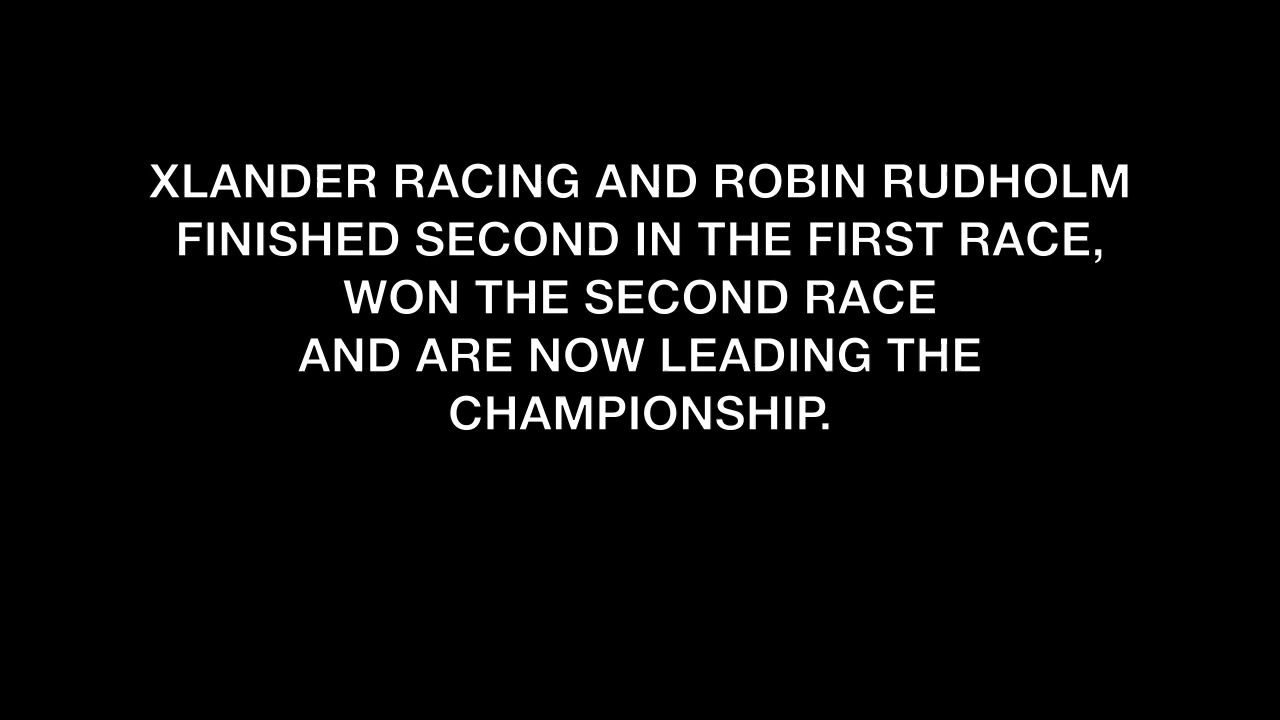 XLANDER RACING AND ROBIN RUDHOLM
FINISHED SECOND IN THE FIRST RACE,
WON THE SECOND RACE
AND ARE NOW LEADING THE
CHAMPIONSHIP.